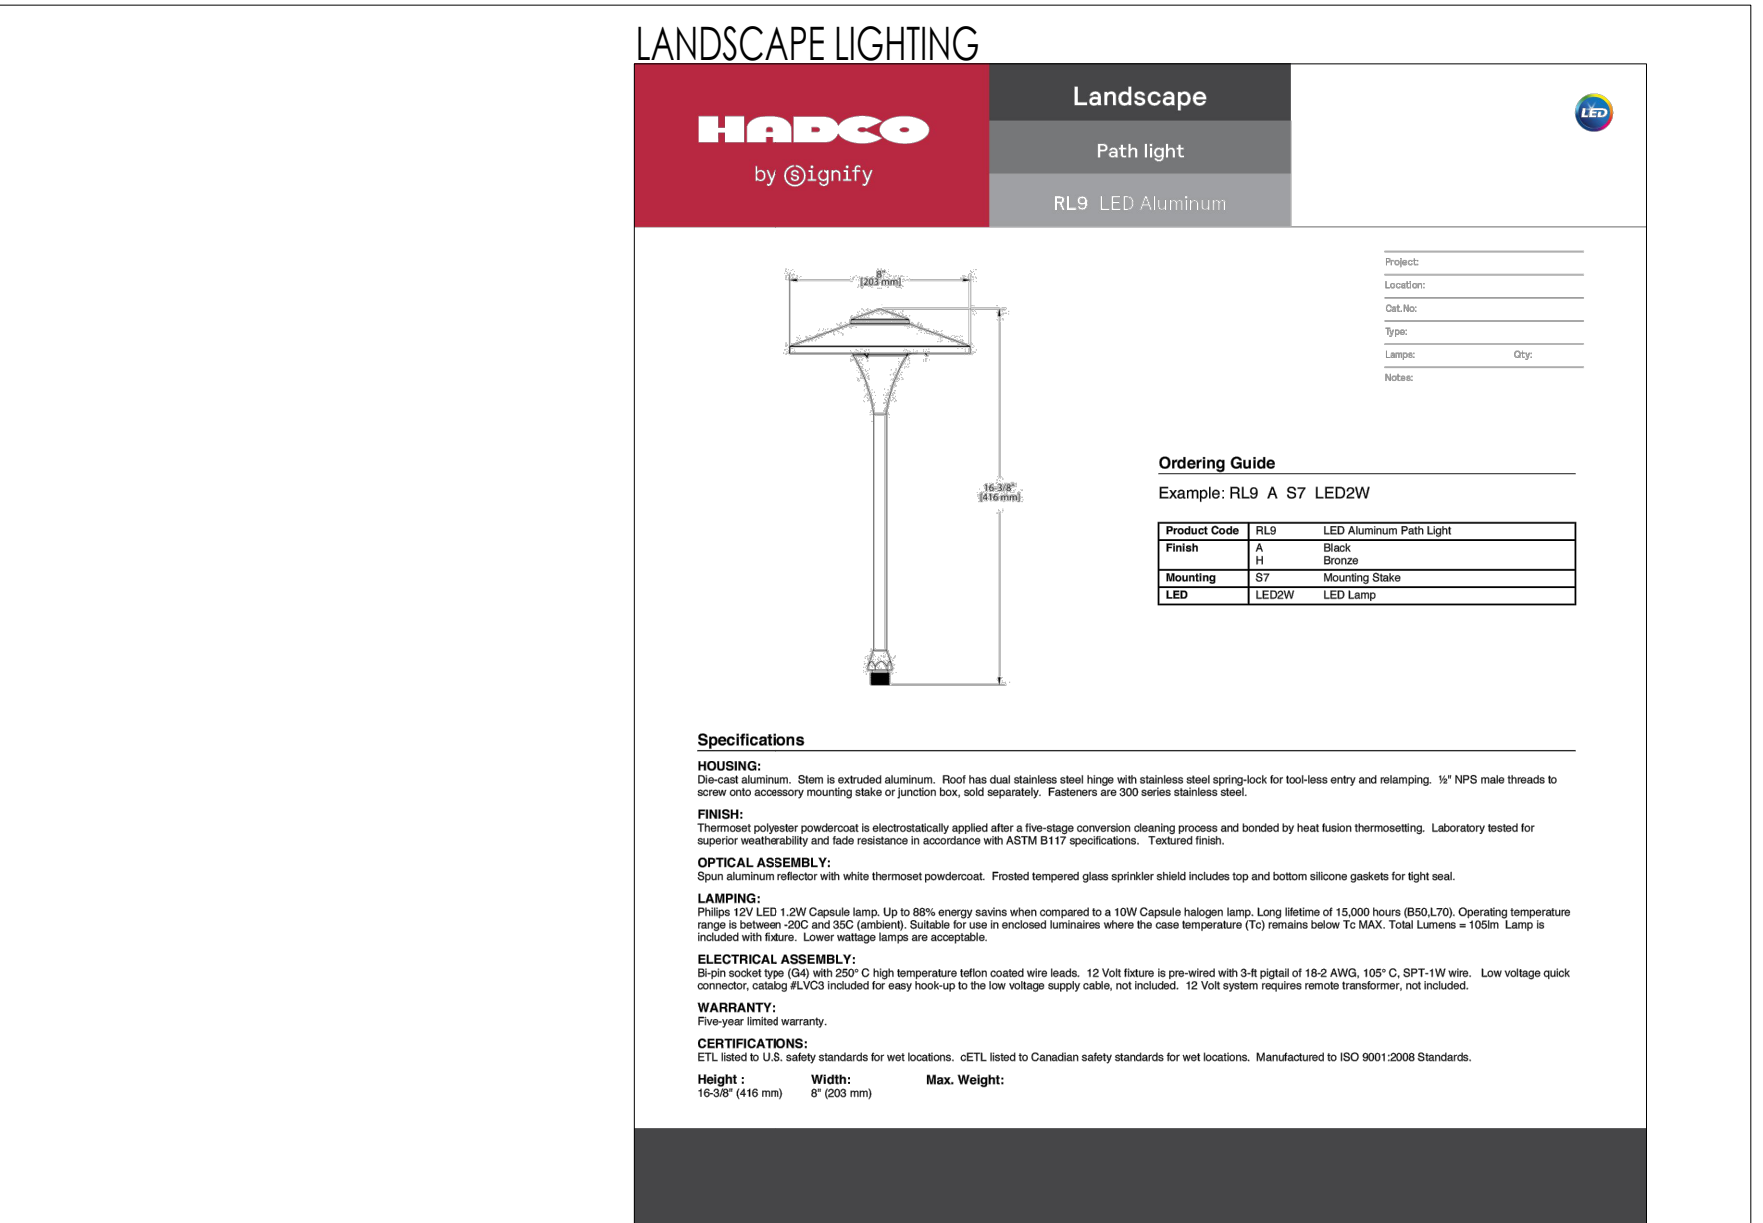 LANDSCAPE LIGHTING
HADCO
by Signify
Landscape
Path light
RL9 LED Aluminum
LED
8"
[203 mm]
16-3/8"
[416 mm]
Project:
Location:
Cat.No:
Type:
Lamps: Qty:
Notes:
Ordering Guide
Example: RL9 A S7 LED2W
Product Code RL9 LED Aluminum Path Light
Finish A Black
H Bronze
Mounting S7 Mounting Stake
LED LED2W LED Lamp
Specifications
HOUSING:
Die-cast aluminum. Stem is extruded aluminum. Roof has dual stainless steel hinge with stainless steel spring-lock for tool-less entry and relamping. ½" NPS male threads to
screw onto accessory mounting stake or junction box, sold separately. Fasteners are 300 series stainless steel.
FINISH:
Thermoset polyester powdercoat is electrostatically applied after a five-stage conversion cleaning process and bonded by heat fusion thermosetting. Laboratory tested for
superior weatherability and fade resistance in accordance with ASTM B117 specifications. Textured finish.
OPTICAL ASSEMBLY:
Spun aluminum reflector with white thermoset powdercoat. Frosted tempered glass sprinkler shield includes top and bottom silicone gaskets for tight seal.
LAMPING:
Philips 12V LED 1.2W Capsule lamp. Up to 88% energy savins when compared to a 10W Capsule halogen lamp. Long lifetime of 15,000 hours (B50,L70). Operating temperature
range is between -20C and 35C (ambient). Suitable for use in enclosed luminaires where the case temperature (Tc) remains below Tc MAX. Total Lumens = 105lm Lamp is
included with fixture. Lower wattage lamps are acceptable.
ELECTRICAL ASSEMBLY:
Bi-pin socket type (G4) with 250° C high temperature teflon coated wire leads. 12 Volt fixture is pre-wired with 3-ft pigtail of 18-2 AWG, 105° C, SPT-1W wire. Low voltage quick
connector, catalog #LVC3 included for easy hook-up to the low voltage supply cable, not included. 12 Volt system requires remote transformer, not included.
WARRANTY:
Five-year limited warranty.
CERTIFICATIONS:
ETL listed to U.S. safety standards for wet locations. cETL listed to Canadian safety standards for wet locations. Manufactured to ISO 9001:2008 Standards.
Height : Width: Max. Weight:
16-3/8" (416 mm) 8" (203 mm)